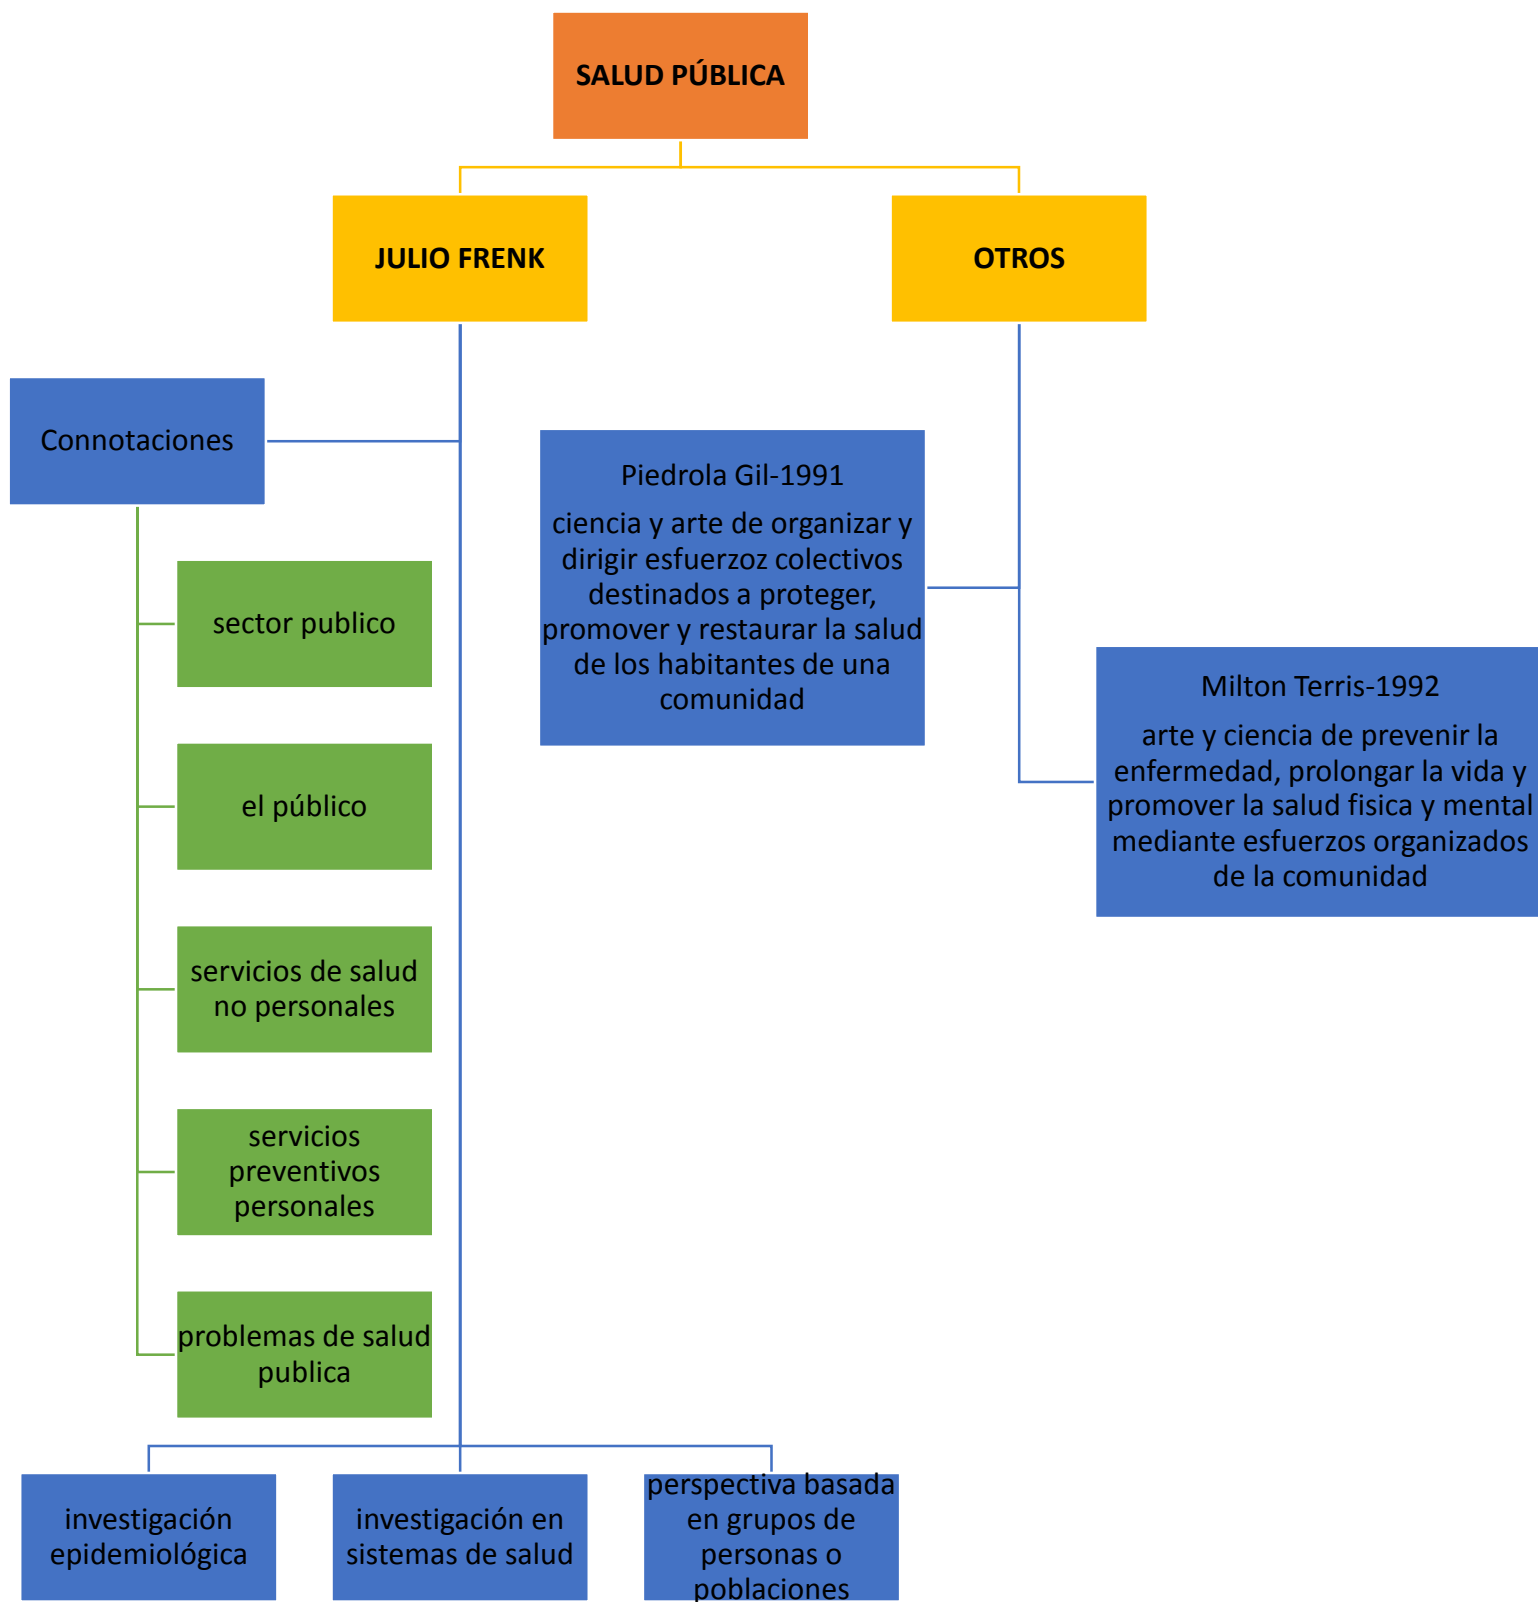 SALUD PÚBLICA
JULIO FRENK
OTROS
Connotaciones
sector publico
el público
servicios de salud
no personales
servicios
preventivos
personales
problemas de salud
publica
Piedrola Gil-1991
ciencia y arte de organizar y
dirigir esfuerzoz colectivos
destinados a proteger,
promover y restaurar la salud
de los habitantes de una
comunidad
Milton Terris-1992
arte y ciencia de prevenir la
enfermedad, prolongar la vida y
promover la salud fisica y mental
mediante esfuerzos organizados
de la comunidad
investigación
epidemiológica
investigación en
sistemas de salud
perspectiva basada
en grupos de
personas o
poblaciones